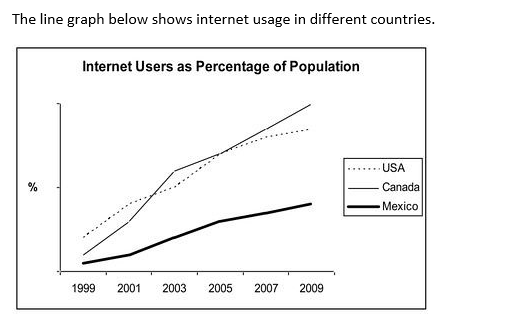 The line graph below shows internet usage in different countries.
Internet Users as Percentage of Population
%
USA
Canada
Mexico
1999 2001 2003 2005 2007 2009